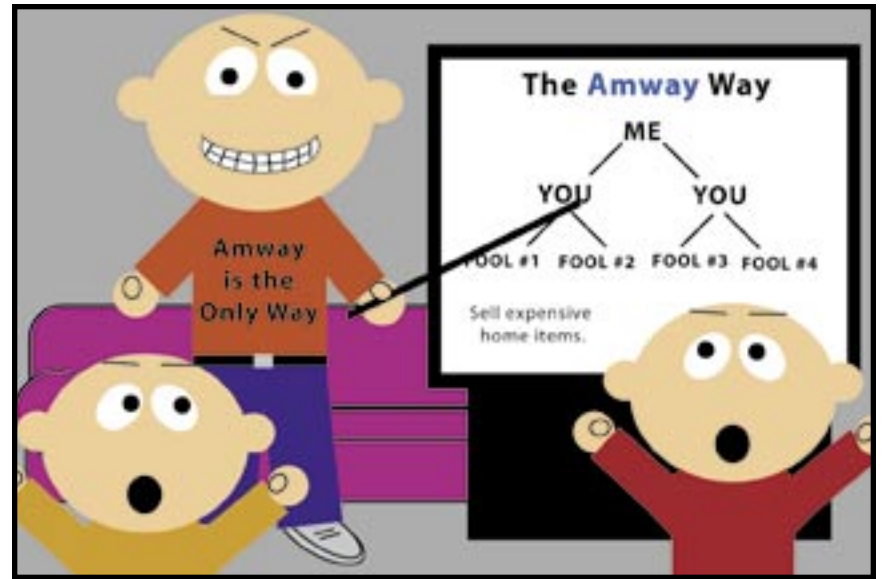 The Amway Way
ME
YOU YOU
FOOL #1 FOOL #2 FOOL #3 FOOL #4
Sell expensive
home items.
Amway
is the
Only Way